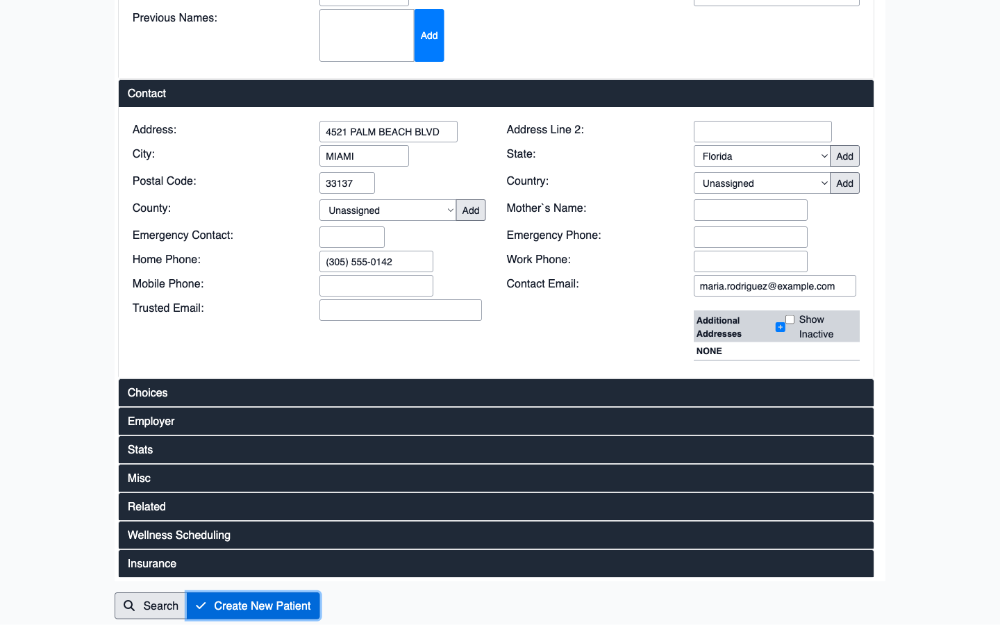 Previous Names:
Add
Contact
Address: 4521 PALM BEACH BLVD Address Line 2:
City: MIAMI State: Florida Add
Postal Code: 33137 Country: Unassigned Add
County: Unassigned Add Mother`s Name:
Emergency Contact: Emergency Phone:
Home Phone: (305) 555-0142 Work Phone:
Mobile Phone: Contact Email: maria.rodriguez@example.com
Trusted Email:
Additional Addresses + Show Inactive
NONE
Choices
Employer
Stats
Misc
Related
Wellness Scheduling
Insurance
Search Create New Patient